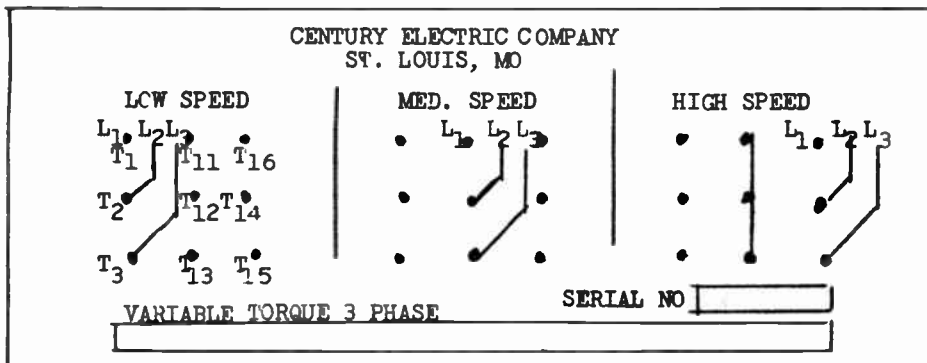 CENTURY ELECTRIC COMPANY
ST. LOUIS, MO
LOW SPEED
MED. SPEED
HIGH SPEED
L1 L2 L3
L1 L2 L3
L1 L2 L3
T1 T11 T16
T2 T12 T14
T3 T13 T15
SERIAL NO
VARIABLE TORQUE 3 PHASE